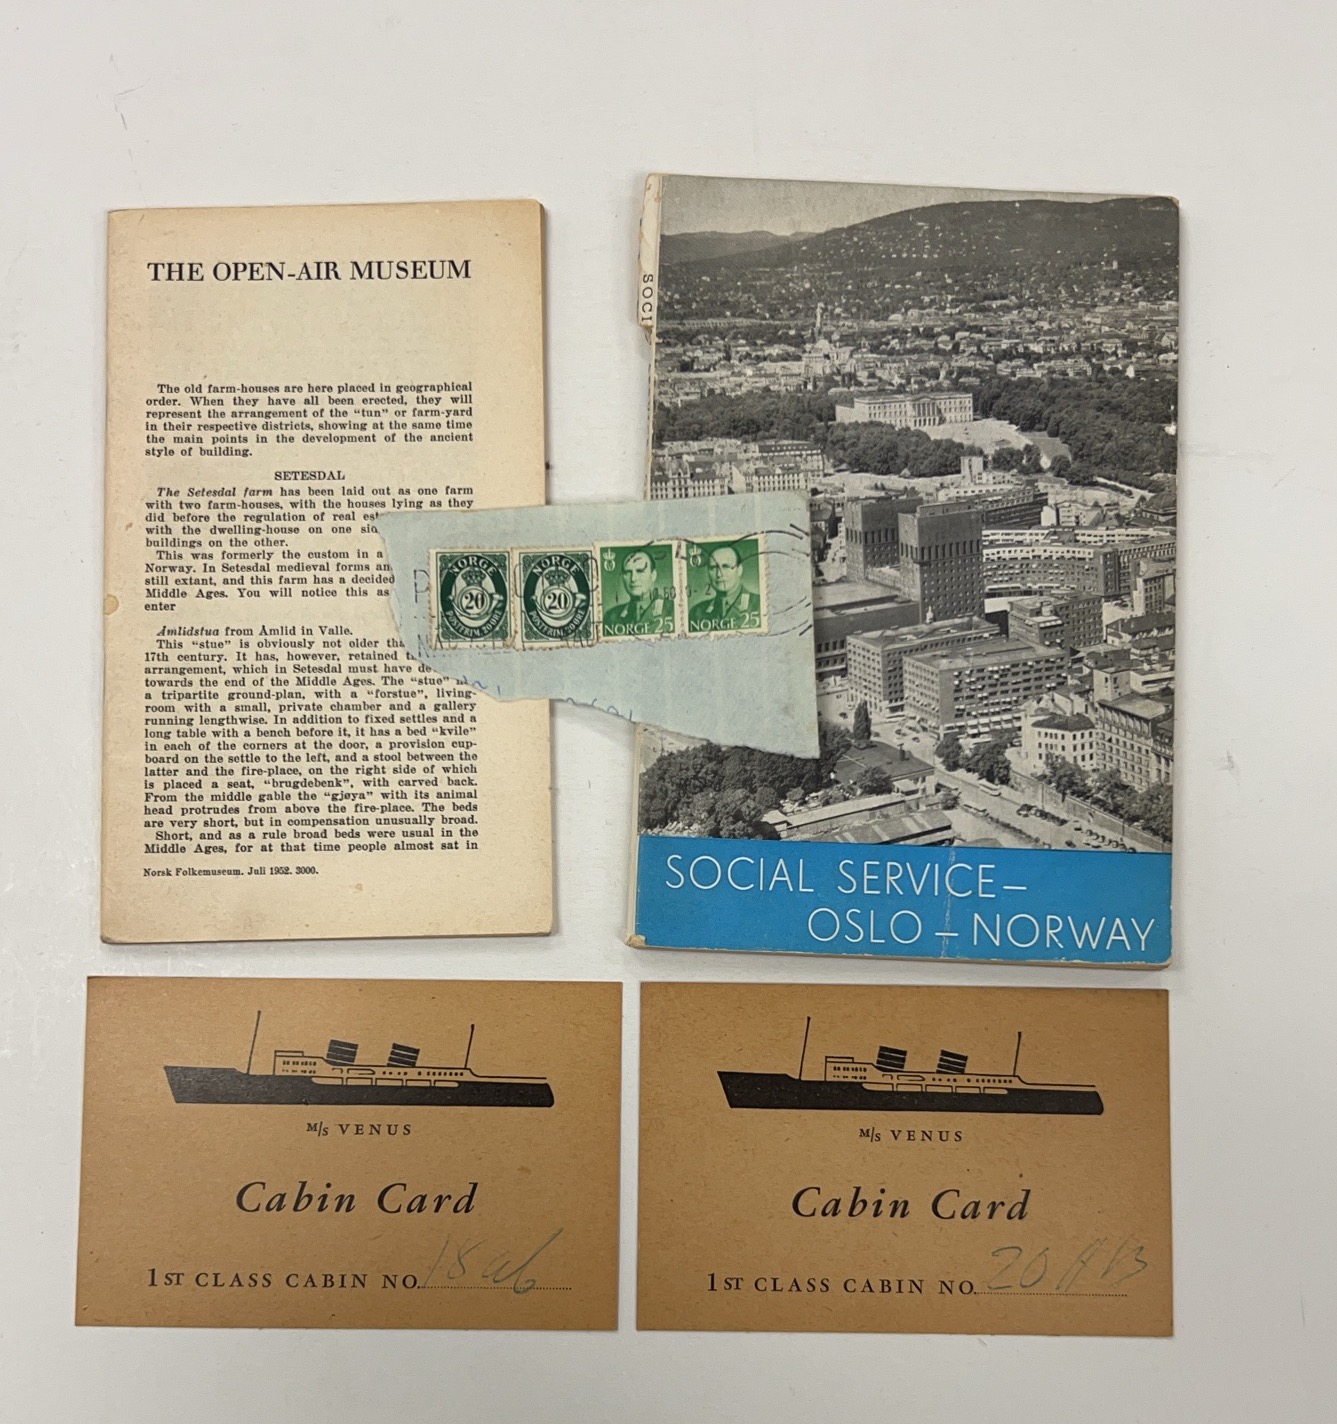 THE OPEN-AIR MUSEUM
The old farm-houses are here placed in geographical
order. When they have all been erected, they will
represent the arrangement of the "tun" or farm-yard
in their respective districts, showing at the same time
the main points in the development of the ancient
style of building.
SETESDAL
The Setesdal farm has been laid out as one farm
with two farm-houses, with the houses lying as they
did before the regulation of real
with the dwelling-house on one
buildings on the other.
This was formerly the custom in a
Norway. In Setesdal medieval forms
still extant, and this farm has a decided
Middle Ages. You will notice this as
enter
Åmlidstua from Åmlid in Valle.
This "stue" is obviously not older
17th century. It has, however, retained
arrangement, which in Setesdal must have
towards the end of the Middle Ages. The "stue"
a tripartite ground-plan, with a "forstue", living-
room with a small, private chamber and a gallery
running lengthwise. In addition to fixed settles and a
long table with a bench before it, it has a bed "kvile"
in each of the corners at the door, a provision cup-
board on the settle to the left, and a stool between the
latter and the fire-place, on the right side of which
is placed a seat, "brugdebenk", with carved back.
From the middle gable the "gjøya" with its animal
head protrudes from above the fire-place. The beds
are very short, but in compensation unusually broad.
Short, and as a rule broad beds were usual in the
Middle Ages, for at that time people almost sat in
Norsk Folkemuseum. Juli 1952. 3000.
SOCI
NORGE
20
POSTFRIM. 20 ØRE
NORGE
20
POSTFRIM. 20 ØRE
NORGE 25
NORGE 25
SOCIAL SERVICE–
OSLO – NORWAY
M/S VENUS
Cabin Card
1ST CLASS CABIN NO. 18 ab
M/S VENUS
Cabin Card
1ST CLASS CABIN NO. 20